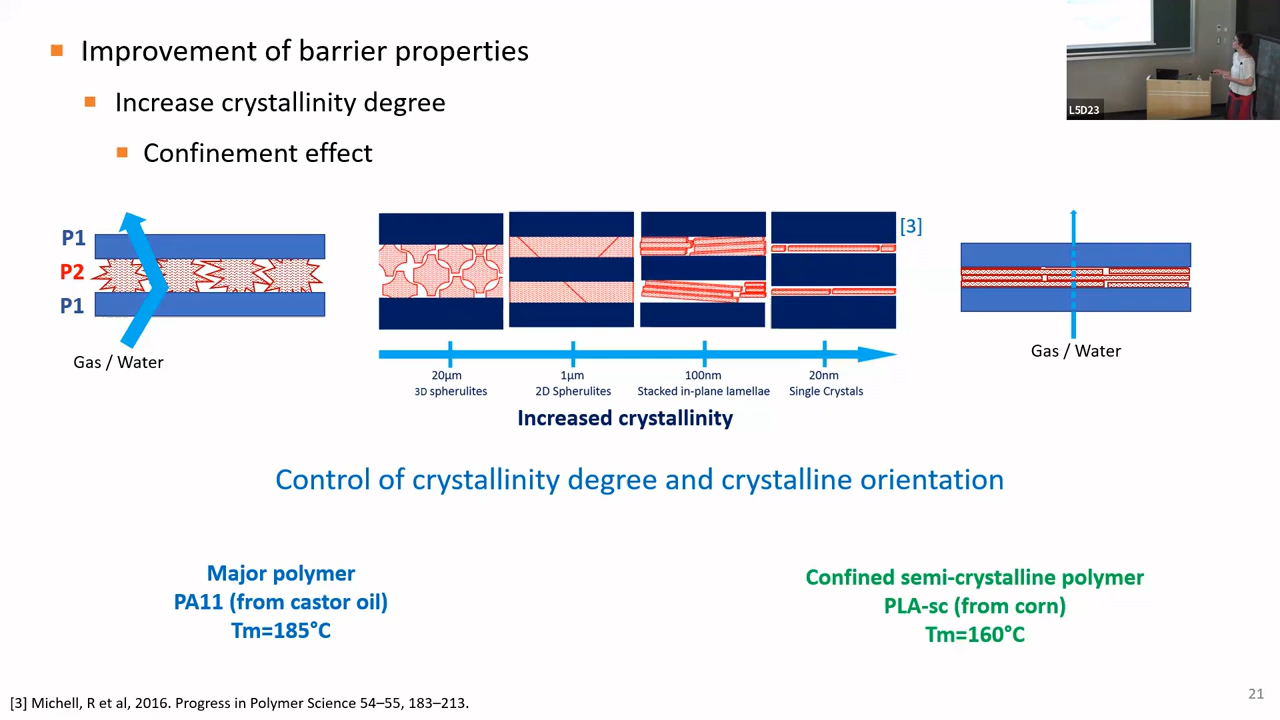 Improvement of barrier properties
Increase crystallinity degree
Confinement effect
L5D23
P1
P2
P1
Gas / Water
[3]
20µm
3D spherulites
1µm
2D Spherulites
100nm
Stacked in-plane lamellae
20nm
Single Crystals
Increased crystallinity
Gas / Water
Control of crystallinity degree and crystalline orientation
Major polymer
PA11 (from castor oil)
Tm=185°C
Confined semi-crystalline polymer
PLA-sc (from corn)
Tm=160°C
[3] Michell, R et al, 2016. Progress in Polymer Science 54–55, 183–213.
21